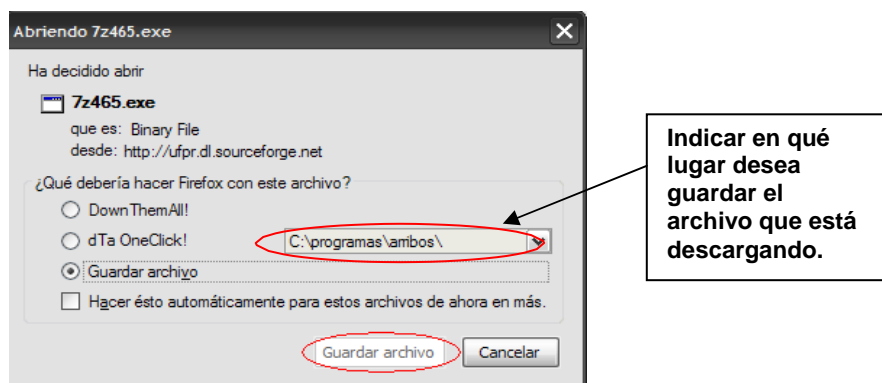 Abriendo 7z465.exe
Ha decidido abrir
7z465.exe
que es: Binary File
desde: http://ufpr.dl.sourceforge.net
¿Qué debería hacer Firefox con este archivo?
DownThemAll!
dTa OneClick!
C:\programas\arribos\
Guardar archivo
Hacer ésto automáticamente para estos archivos de ahora en más.
Guardar archivo
Cancelar
Indicar en qué
lugar desea
guardar el
archivo que está
descargando.